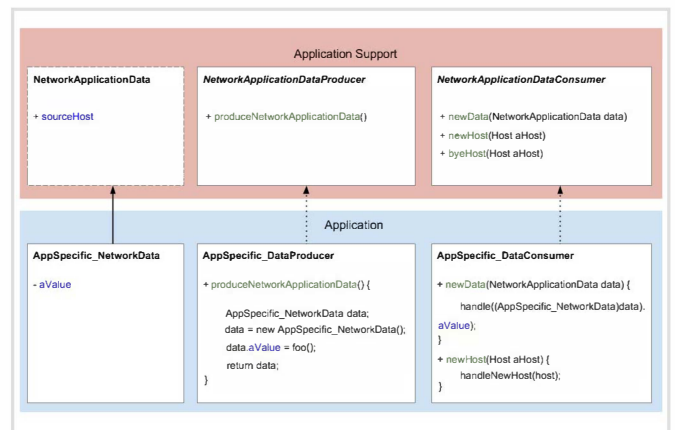 Application Support
NetworkApplicationData
+ sourceHost
NetworkApplicationDataProducer
+ produceNetworkApplicationData()
NetworkApplicationDataConsumer
+ newData(NetworkApplicationData data)
+ newHost(Host aHost)
+ byeHost(Host aHost)
Application
AppSpecific_NetworkData
- aValue
AppSpecific_DataProducer
+ produceNetworkApplicationData() {
AppSpecific_NetworkData data;
data = new AppSpecific_NetworkData();
data.aValue = foo();
return data;
}
AppSpecific_DataConsumer
+ newData(NetworkApplicationData data) {
handle((AppSpecific_NetworkData)data).
aValue);
}
+ newHost(Host aHost) {
handleNewHost(host);
}